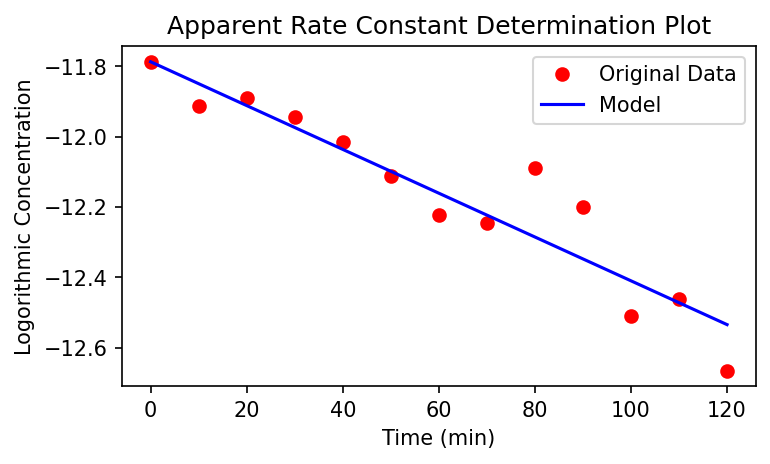 Apparent Rate Constant Determination Plot
Original Data
Model
Logorithmic Concentration
−11.8
−12.0
−12.2
−12.4
−12.6
0 20 40 60 80 100 120
Time (min)